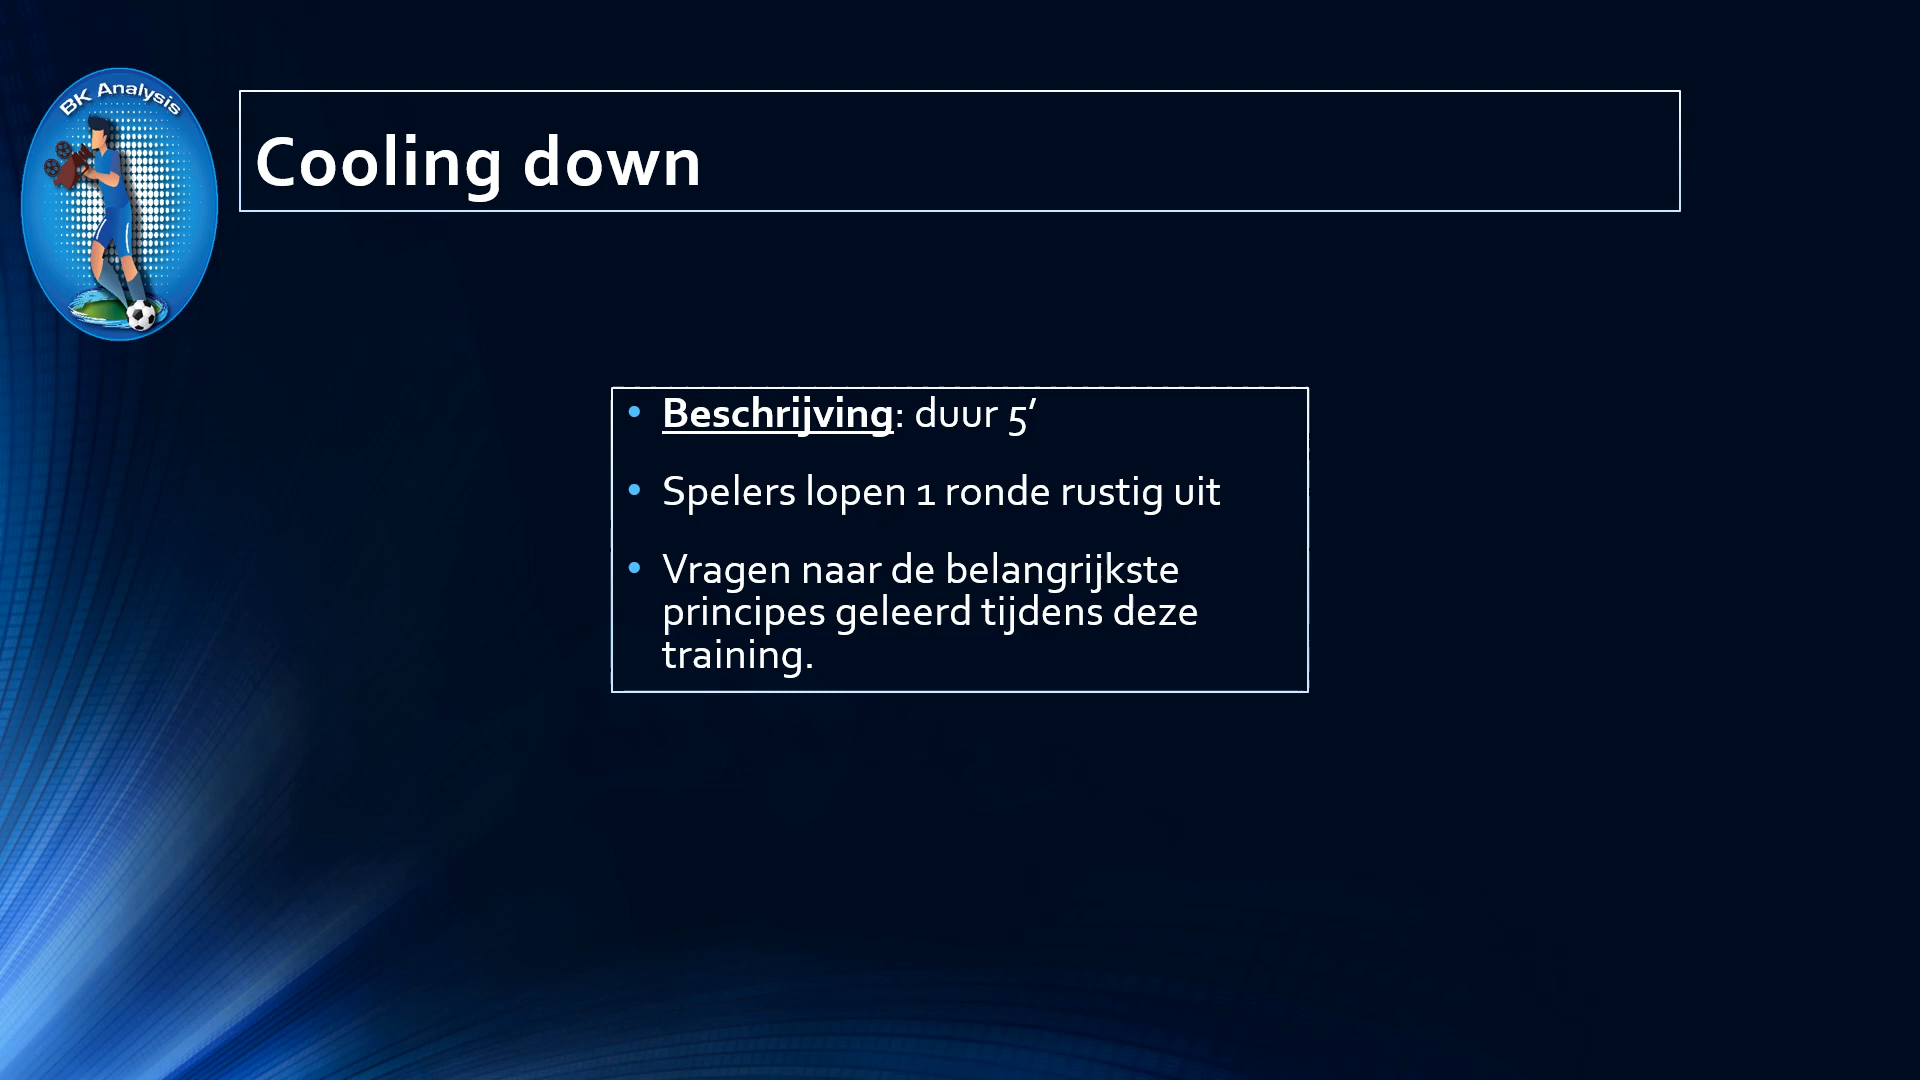 BK Analysis
Cooling down
• Beschrijving: duur 5’
• Spelers lopen 1 ronde rustig uit
• Vragen naar de belangrijkste
principes geleerd tijdens deze
training.